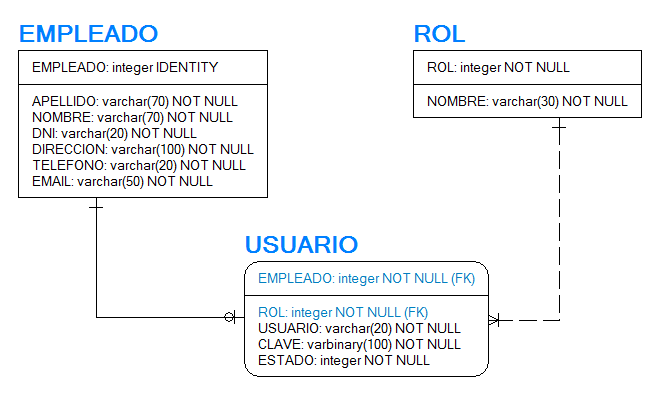 EMPLEADO
EMPLEADO: integer IDENTITY
APELLIDO: varchar(70) NOT NULL
NOMBRE: varchar(70) NOT NULL
DNI: varchar(20) NOT NULL
DIRECCION: varchar(100) NOT NULL
TELEFONO: varchar(20) NOT NULL
EMAIL: varchar(50) NOT NULL
ROL
ROL: integer NOT NULL
NOMBRE: varchar(30) NOT NULL
USUARIO
EMPLEADO: integer NOT NULL (FK)
ROL: integer NOT NULL (FK)
USUARIO: varchar(20) NOT NULL
CLAVE: varbinary(100) NOT NULL
ESTADO: integer NOT NULL